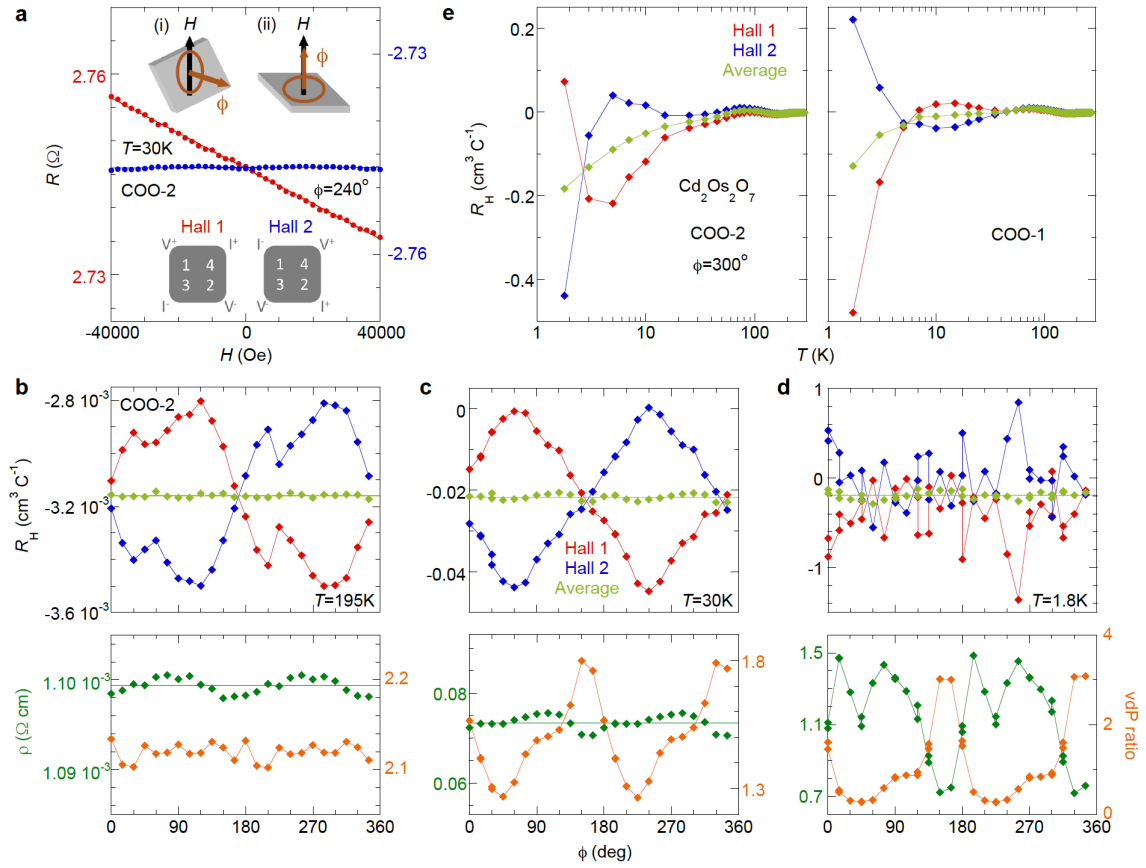 a
(i) H (ii)
ϕ ϕ
2.76
-2.73
T=30K
R (Ω)
COO-2 ϕ=240°
Hall 1 Hall 2
V⁺ I⁺ I⁻ V⁺
1 4 1 4
3 2 3 2
I⁻ V⁻ V⁻ I⁺
2.73
-2.76
-40000 0 40000
H (Oe)
e
Hall 1
Hall 2
Average
0.2
0
-0.2
-0.4
R_H (cm³ C⁻¹)
Cd₂Os₂O₇
COO-2
ϕ=300°
COO-1
1 10 100 1 10 100
T (K)
b
COO-2
-2.8 10⁻³
-3.2 10⁻³
-3.6 10⁻³
R_H (cm³ C⁻¹)
T=195K
1.10 10⁻³
1.09 10⁻³
ρ (Ω cm)
2.2
2.1
0 90 180 270 360
c
0
-0.02
-0.04
Hall 1
Hall 2
Average
T=30K
0.08
0.06
1.8
1.3
0 90 180 270 360
ϕ (deg)
d
1
0
-1
T=1.8K
1.5
1.1
0.7
4
2
0
vdP ratio
0 90 180 270 360